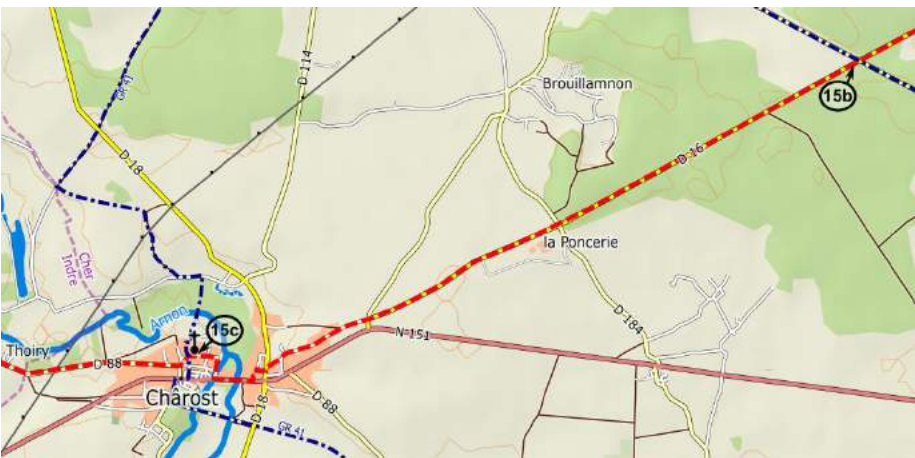 GR 41
D 114
Brouillamnon
15b
D 18
D 16
la Poncerie
Cher
Indre
Arnon
15c
D 184
N 151
Thoiry
D 88
Chârost
D 18
D 88
GR 41